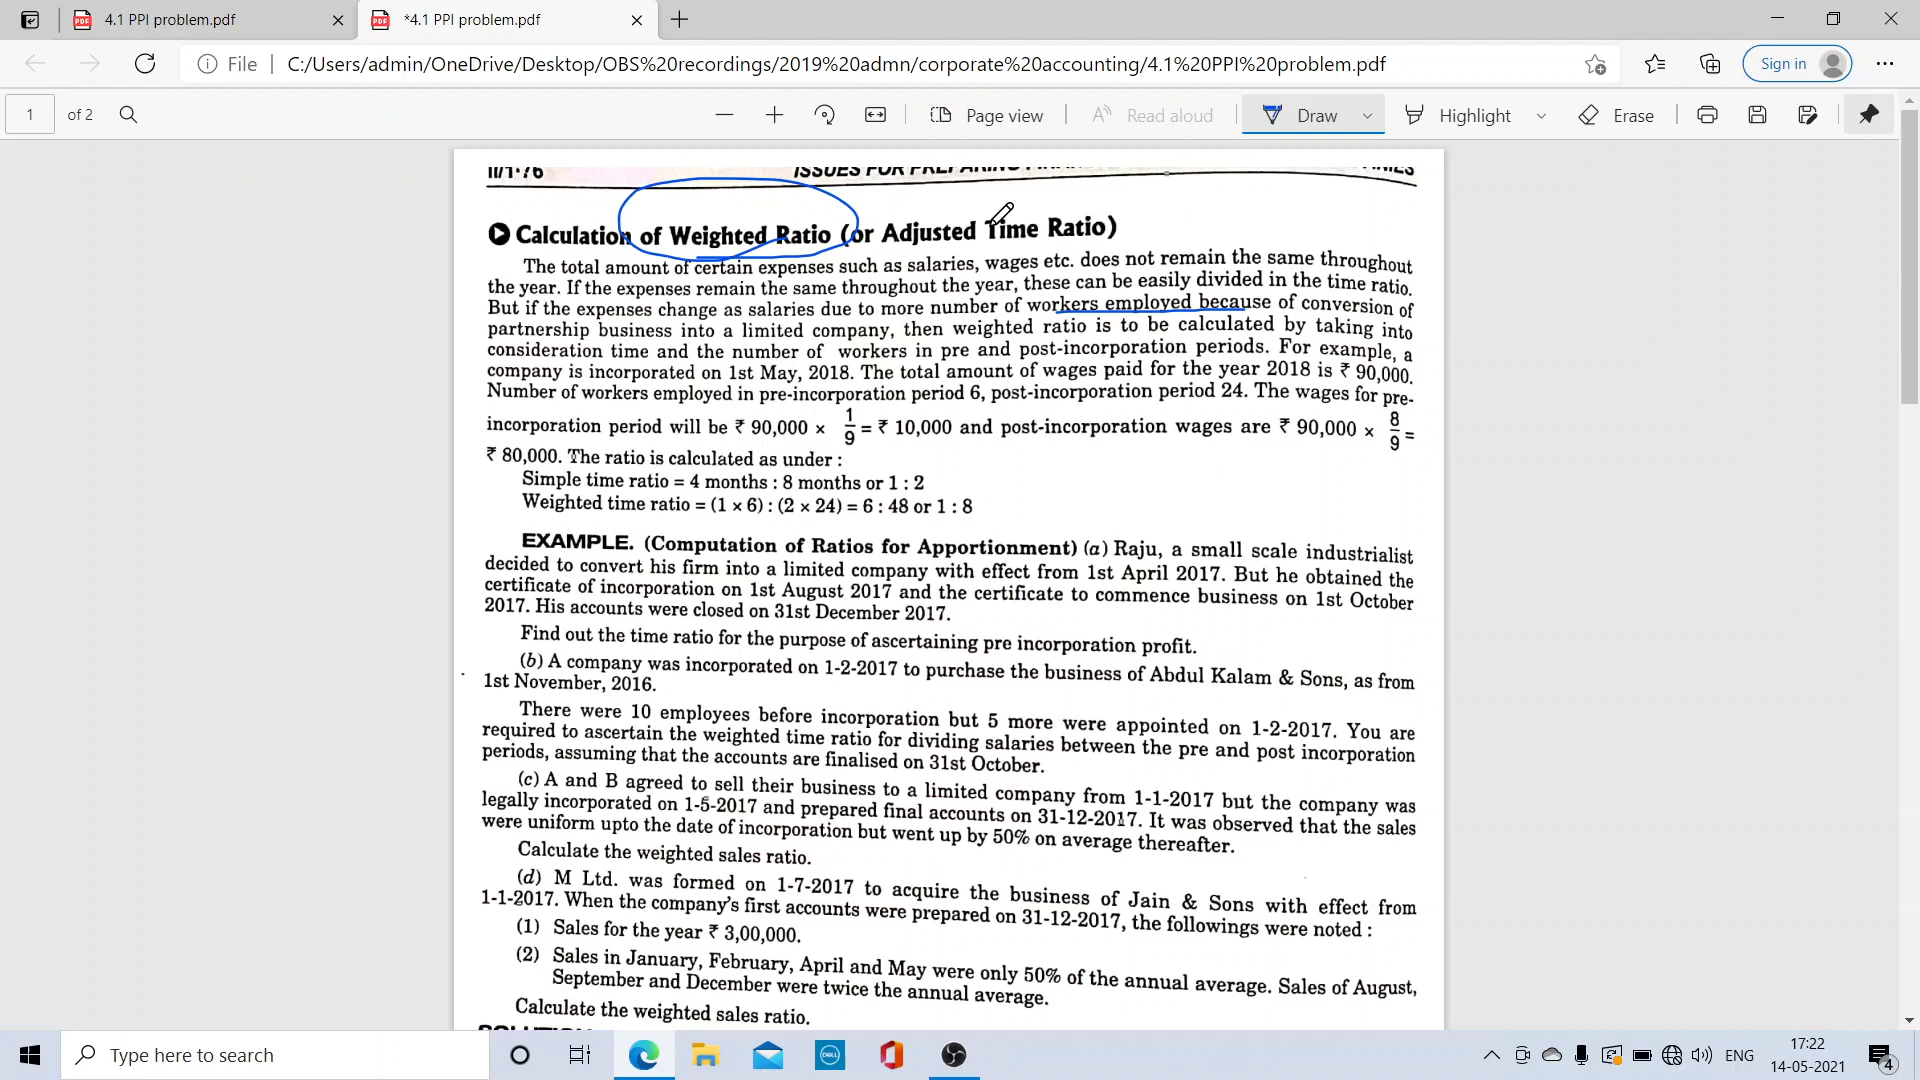 4.1 PPI problem.pdf
*4.1 PPI problem.pdf
File
C:/Users/admin/OneDrive/Desktop/OBS%20recordings/2019%20admn/corporate%20accounting/4.1%20PPI%20problem.pdf
Sign in
1 of 2
Page view
Read aloud
Draw
Highlight
Erase
II/1·76
▶ Calculation of Weighted Ratio (or Adjusted Time Ratio)
The total amount of certain expenses such as salaries, wages etc. does not remain the same throughout
the year. If the expenses remain the same throughout the year, these can be easily divided in the time ratio.
But if the expenses change as salaries due to more number of workers employed because of conversion of
partnership business into a limited company, then weighted ratio is to be calculated by taking into
consideration time and the number of workers in pre and post-incorporation periods. For example, a
company is incorporated on 1st May, 2018. The total amount of wages paid for the year 2018 is ₹ 90,000.
Number of workers employed in pre-incorporation period 6, post-incorporation period 24. The wages for pre-
incorporation period will be ₹ 90,000 × 1/9 = ₹ 10,000 and post-incorporation wages are ₹ 90,000 × 8/9 =
₹ 80,000. The ratio is calculated as under :
Simple time ratio = 4 months : 8 months or 1 : 2
Weighted time ratio = (1 × 6) : (2 × 24) = 6 : 48 or 1 : 8
EXAMPLE. (Computation of Ratios for Apportionment) (a) Raju, a small scale industrialist
decided to convert his firm into a limited company with effect from 1st April 2017. But he obtained the
certificate of incorporation on 1st August 2017 and the certificate to commence business on 1st October
2017. His accounts were closed on 31st December 2017.
Find out the time ratio for the purpose of ascertaining pre incorporation profit.
(b) A company was incorporated on 1-2-2017 to purchase the business of Abdul Kalam & Sons, as from
1st November, 2016.
There were 10 employees before incorporation but 5 more were appointed on 1-2-2017. You are
required to ascertain the weighted time ratio for dividing salaries between the pre and post incorporation
periods, assuming that the accounts are finalised on 31st October.
(c) A and B agreed to sell their business to a limited company from 1-1-2017 but the company was
legally incorporated on 1-5-2017 and prepared final accounts on 31-12-2017. It was observed that the sales
were uniform upto the date of incorporation but went up by 50% on average thereafter.
Calculate the weighted sales ratio.
(d) M Ltd. was formed on 1-7-2017 to acquire the business of Jain & Sons with effect from
1-1-2017. When the company's first accounts were prepared on 31-12-2017, the followings were noted :
(1) Sales for the year ₹ 3,00,000.
(2) Sales in January, February, April and May were only 50% of the annual average. Sales of August,
September and December were twice the annual average.
Calculate the weighted sales ratio.
Type here to search
DELL
ENG
17:22
14-05-2021
4